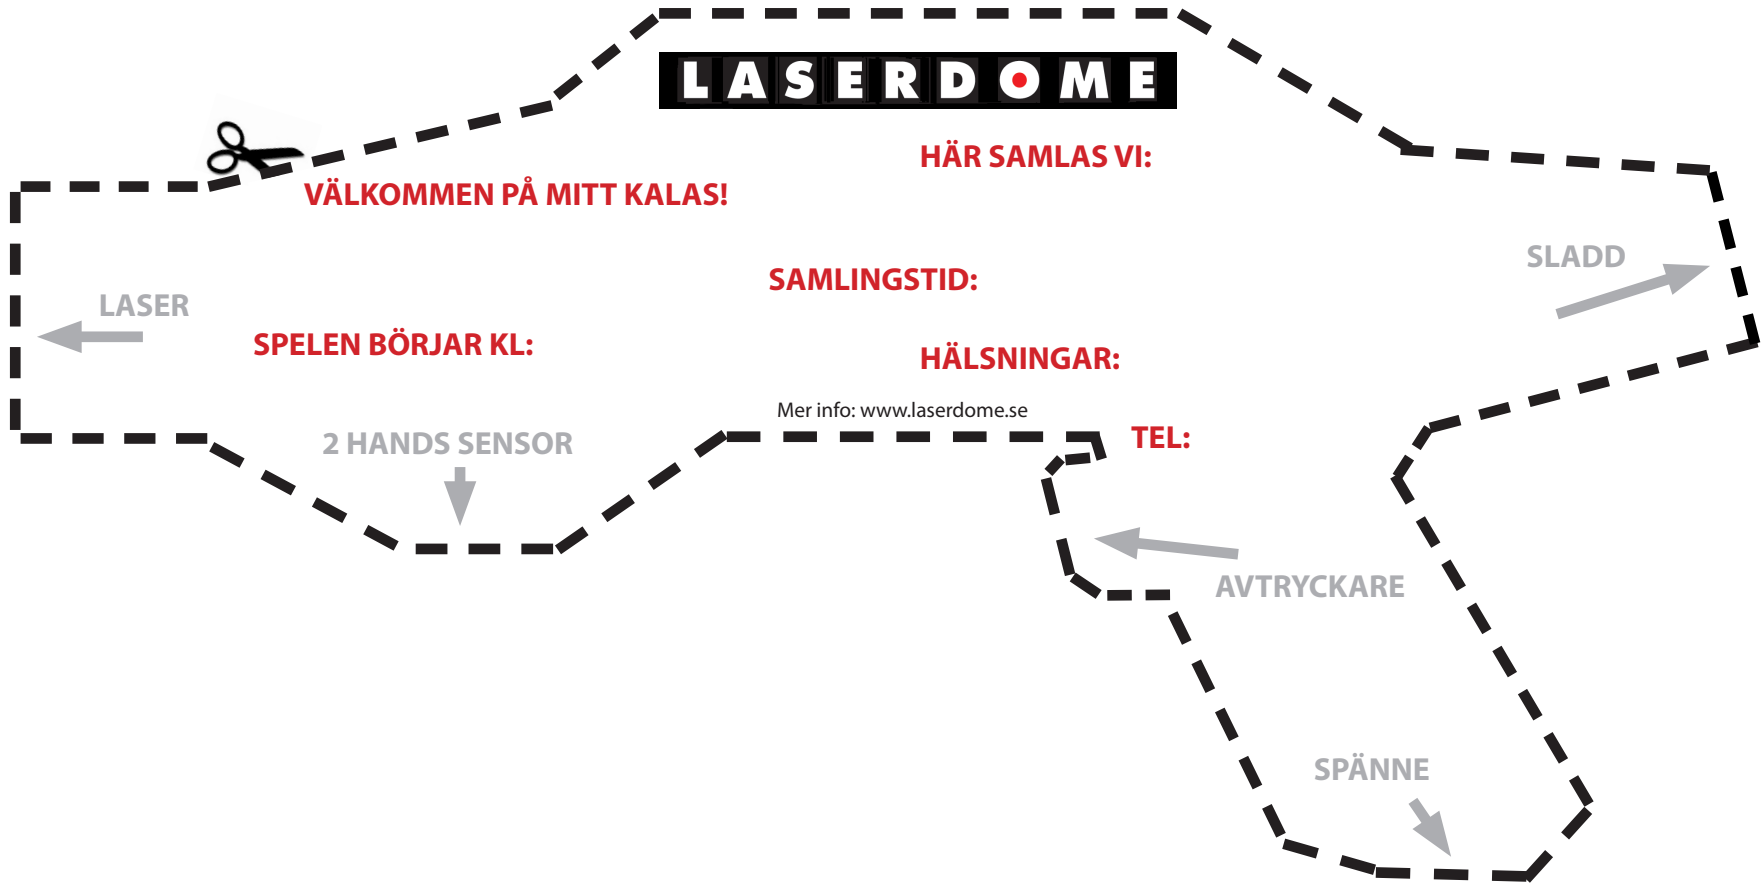 LASERDOME
HÄR SAMLAS VI:
VÄLKOMMEN PÅ MITT KALAS!
SLADD
SAMLINGSTID:
LASER
SPELEN BÖRJAR KL:
HÄLSNINGAR:
Mer info: www.laserdome.se
TEL:
2 HANDS SENSOR
AVTRYCKARE
SPÄNNE